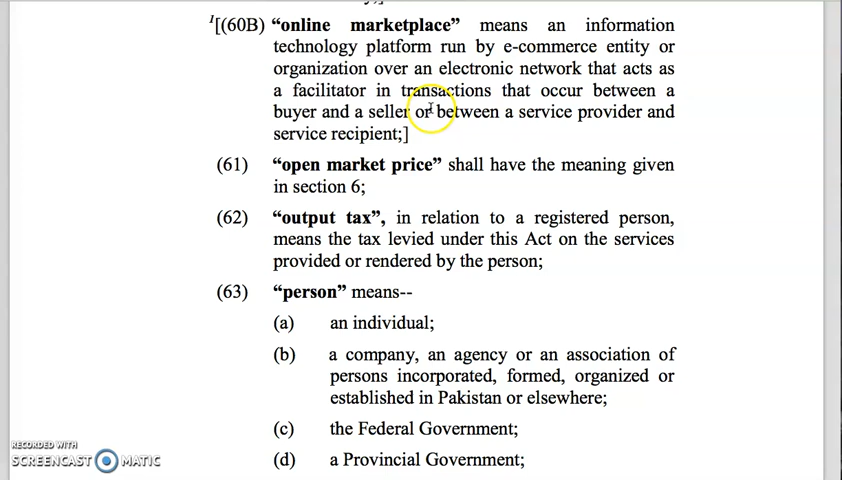 ¹[(60B) “online marketplace” means an information
technology platform run by e-commerce entity or
organization over an electronic network that acts as
a facilitator in transactions that occur between a
buyer and a seller or between a service provider and
service recipient;]
(61) “open market price” shall have the meaning given
in section 6;
(62) “output tax”, in relation to a registered person,
means the tax levied under this Act on the services
provided or rendered by the person;
(63) “person” means--
(a) an individual;
(b) a company, an agency or an association of
persons incorporated, formed, organized or
established in Pakistan or elsewhere;
(c) the Federal Government;
(d) a Provincial Government;
RECORDED WITH
SCREENCAST MATIC